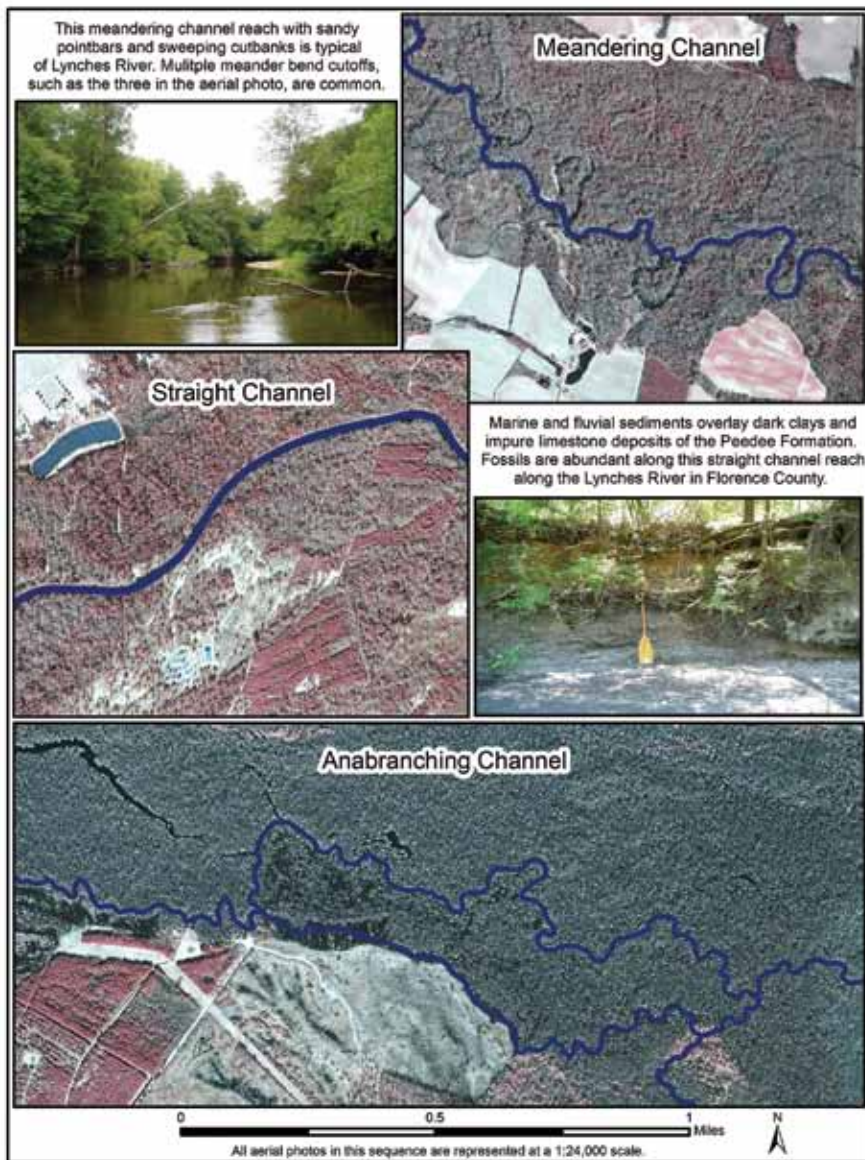 This meandering channel reach with sandy
pointbars and sweeping cutbanks is typical
of Lynches River. Mulitple meander bend cutoffs,
such as the three in the aerial photo, are common.
Meandering Channel
Straight Channel
Marine and fluvial sediments overlay dark clays and
impure limestone deposits of the Peedee Formation.
Fossils are abundant along this straight channel reach
along the Lynches River in Florence County.
Anabranching Channel
0 0.5 1
Miles
N
All aerial photos in this sequence are represented at a 1:24,000 scale.